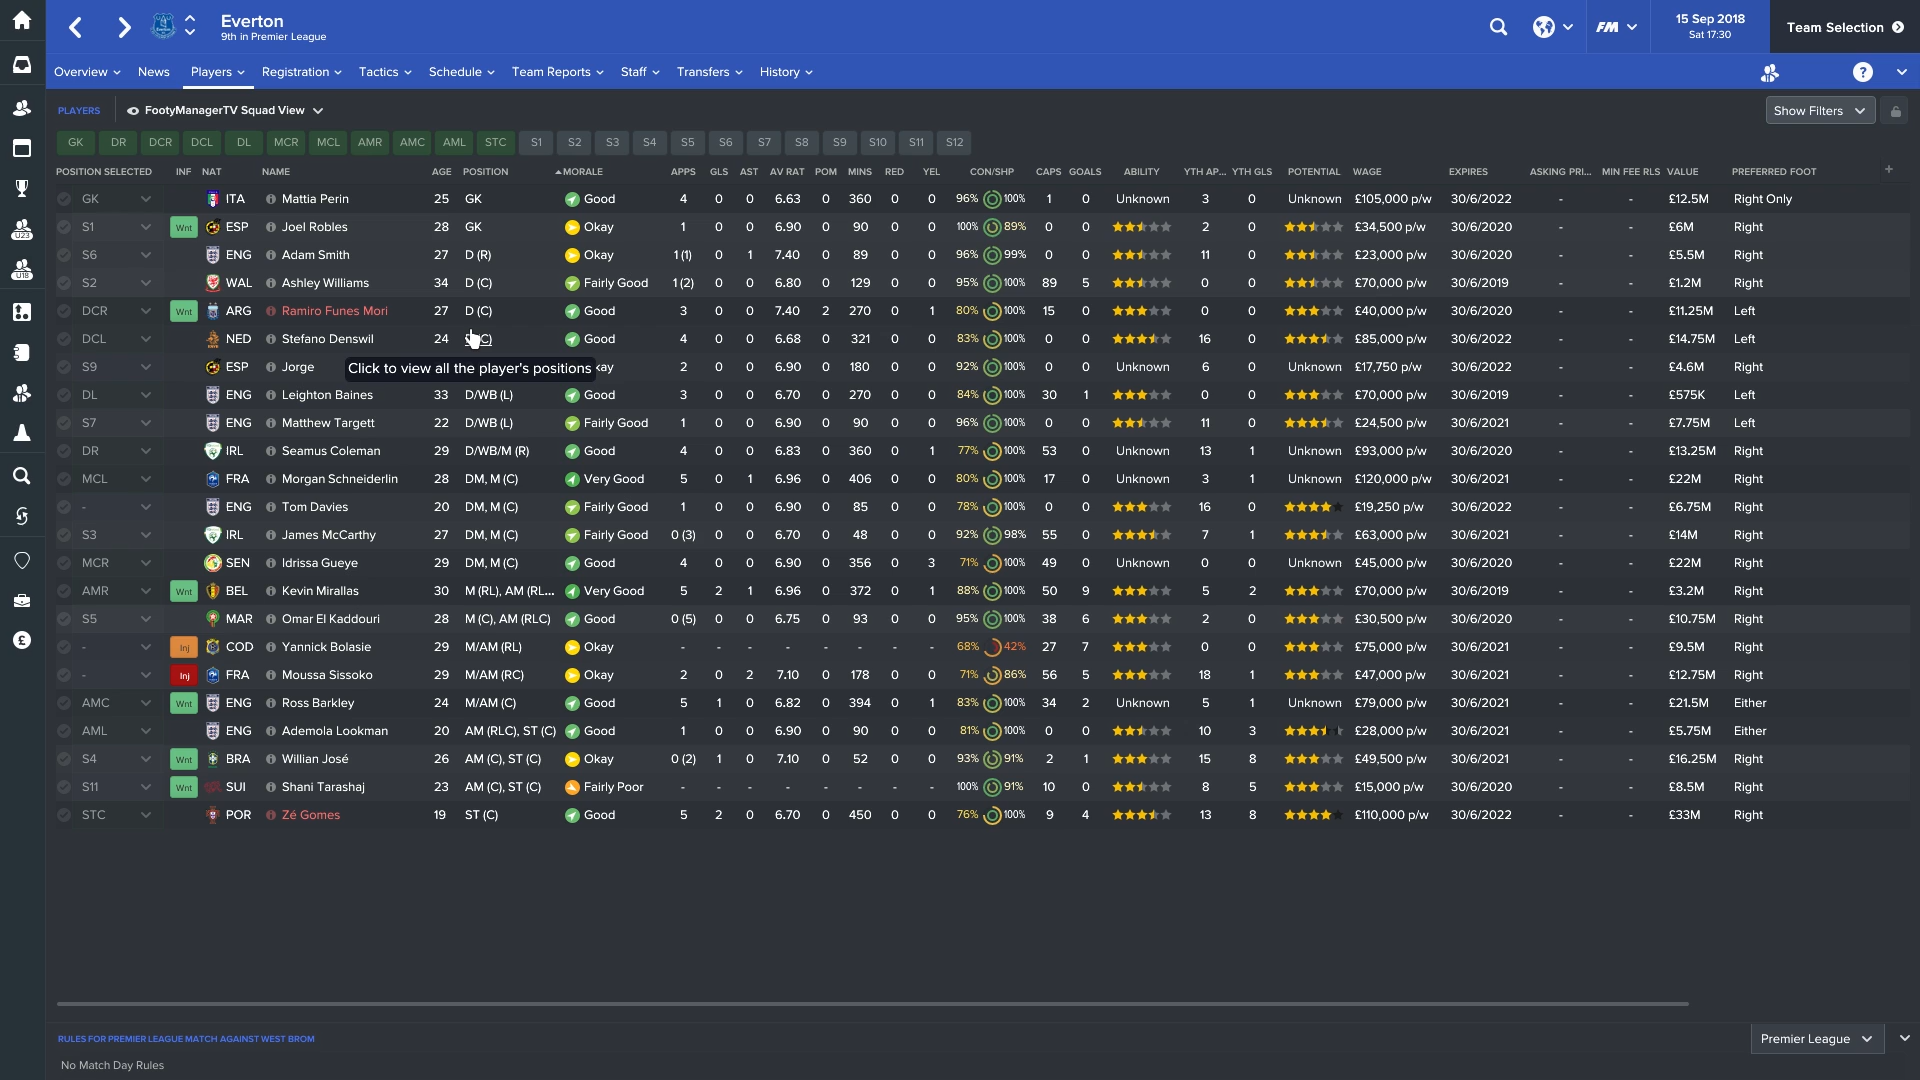 Everton
9th in Premier League
FM
15 Sep 2018
Sat 17:30
Team Selection
Overview News Players Registration Tactics Schedule Team Reports Staff Transfers History ?
PLAYERS FootyManagerTV Squad View Show Filters
GK DR DCR DCL DL MCR MCL AMR AMC AML STC S1 S2 S3 S4 S5 S6 S7 S8 S9 S10 S11 S12
POSITION SELECTED INF NAT NAME AGE POSITION MORALE APPS GLS AST AV RAT POM MINS RED YEL CON/SHP CAPS GOALS ABILITY YTH AP... YTH GLS POTENTIAL WAGE EXPIRES ASKING PRI... MIN FEE RLS VALUE PREFERRED FOOT +
GK ITA Mattia Perin 25 GK Good 4 0 0 6.63 0 360 0 0 96% 100% 1 0 Unknown 3 0 Unknown £105,000 p/w 30/6/2022 - - £12.5M Right Only
S1 Wnt ESP Joel Robles 28 GK Okay 1 0 0 6.90 0 90 0 0 100% 89% 0 0 2 0 £34,500 p/w 30/6/2020 - - £6M Right
S6 ENG Adam Smith 27 D (R) Okay 1 (1) 0 1 7.40 0 89 0 0 96% 99% 0 0 11 0 £23,000 p/w 30/6/2020 - - £5.5M Right
S2 WAL Ashley Williams 34 D (C) Fairly Good 1 (2) 0 0 6.80 0 129 0 0 95% 100% 89 5 0 0 £70,000 p/w 30/6/2019 - - £1.2M Right
DCR Wnt ARG Ramiro Funes Mori 27 D (C) Good 3 0 0 7.40 2 270 0 1 80% 100% 15 0 0 0 £40,000 p/w 30/6/2020 - - £11.25M Left
DCL NED Stefano Denswil 24 C) Good 4 0 0 6.68 0 321 0 0 83% 100% 0 0 16 0 £85,000 p/w 30/6/2022 - - £14.75M Left
S9 ESP Jorge kay 2 0 0 6.90 0 180 0 0 92% 100% 0 0 Unknown 6 0 Unknown £17,750 p/w 30/6/2022 - - £4.6M Right
Click to view all the player's positions
DL ENG Leighton Baines 33 D/WB (L) Good 3 0 0 6.70 0 270 0 0 84% 100% 30 1 0 0 £70,000 p/w 30/6/2019 - - £575K Left
S7 ENG Matthew Targett 22 D/WB (L) Fairly Good 1 0 0 6.90 0 90 0 0 96% 100% 0 0 11 0 £24,500 p/w 30/6/2021 - - £7.75M Left
DR IRL Seamus Coleman 29 D/WB/M (R) Good 4 0 0 6.83 0 360 0 1 77% 100% 53 0 Unknown 13 1 Unknown £93,000 p/w 30/6/2020 - - £13.25M Right
MCL FRA Morgan Schneiderlin 28 DM, M (C) Very Good 5 0 1 6.96 0 406 0 0 80% 100% 17 0 Unknown 3 1 Unknown £120,000 p/w 30/6/2021 - - £22M Right
- ENG Tom Davies 20 DM, M (C) Fairly Good 1 0 0 6.90 0 85 0 0 78% 100% 0 0 16 0 £19,250 p/w 30/6/2022 - - £6.75M Right
S3 IRL James McCarthy 27 DM, M (C) Fairly Good 0 (3) 0 0 6.70 0 48 0 0 92% 98% 55 0 7 1 £63,000 p/w 30/6/2021 - - £14M Right
MCR SEN Idrissa Gueye 29 DM, M (C) Good 4 0 0 6.90 0 356 0 3 71% 100% 49 0 Unknown 0 0 Unknown £45,000 p/w 30/6/2020 - - £22M Right
AMR Wnt BEL Kevin Mirallas 30 M (RL), AM (RL... Very Good 5 2 1 6.96 0 372 0 1 88% 100% 50 9 5 2 £70,000 p/w 30/6/2019 - - £3.2M Right
S5 MAR Omar El Kaddouri 28 M (C), AM (RLC) Good 0 (5) 0 0 6.75 0 93 0 0 95% 100% 38 6 2 0 £30,500 p/w 30/6/2020 - - £10.75M Right
- Inj COD Yannick Bolasie 29 M/AM (RL) Okay - - - - - - - - 68% 42% 27 7 0 0 £75,000 p/w 30/6/2021 - - £9.5M Right
- Inj FRA Moussa Sissoko 29 M/AM (RC) Okay 2 0 2 7.10 0 178 0 0 71% 86% 56 5 18 1 £47,000 p/w 30/6/2021 - - £12.75M Right
AMC Wnt ENG Ross Barkley 24 M/AM (C) Good 5 1 0 6.82 0 394 0 1 83% 100% 34 2 Unknown 5 1 Unknown £79,000 p/w 30/6/2021 - - £21.5M Either
AML ENG Ademola Lookman 20 AM (RLC), ST (C) Good 1 0 0 6.90 0 90 0 0 81% 100% 0 0 10 3 £28,000 p/w 30/6/2021 - - £5.75M Either
S4 Wnt BRA Willian José 26 AM (C), ST (C) Okay 0 (2) 1 0 7.10 0 52 0 0 93% 91% 2 1 15 8 £49,500 p/w 30/6/2021 - - £16.25M Right
S11 Wnt SUI Shani Tarashaj 23 AM (C), ST (C) Fairly Poor - - - - - - - - 100% 91% 10 0 8 5 £15,000 p/w 30/6/2020 - - £8.5M Right
STC POR Zé Gomes 19 ST (C) Good 5 2 0 6.70 0 450 0 0 76% 100% 9 4 13 8 £110,000 p/w 30/6/2022 - - £33M Right
RULES FOR PREMIER LEAGUE MATCH AGAINST WEST BROM Premier League
No Match Day Rules